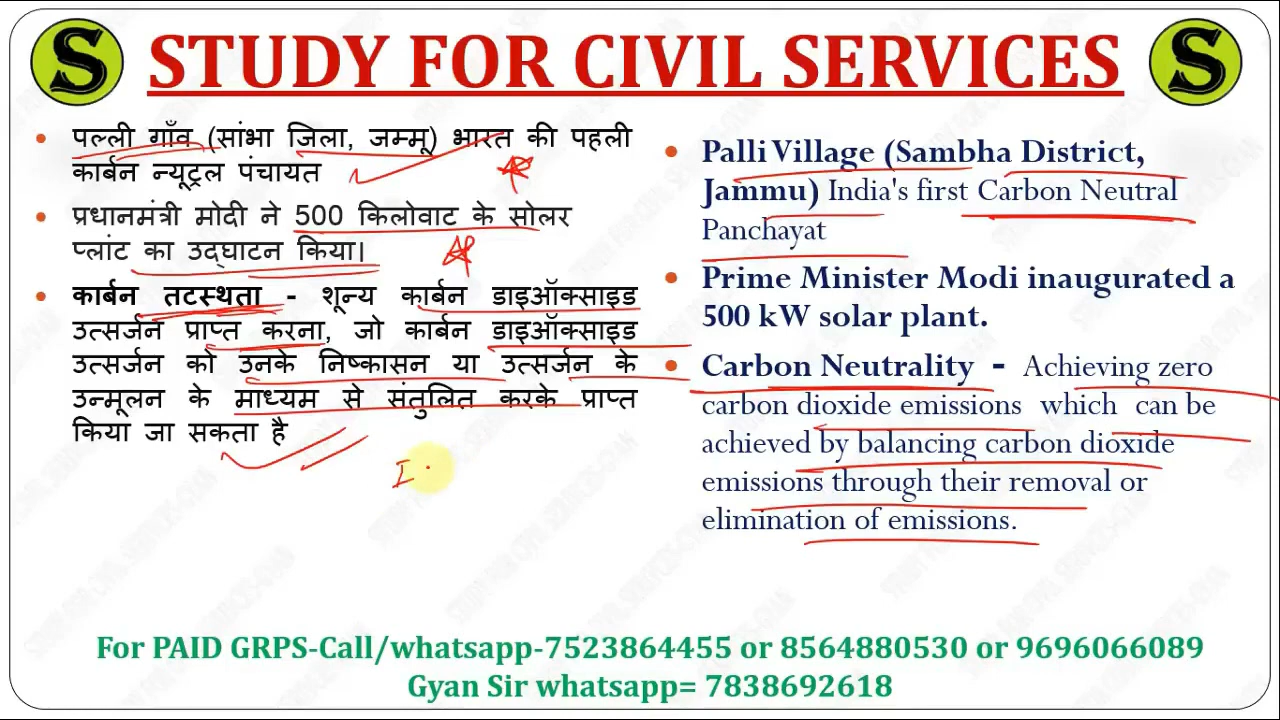 S
STUDY FOR CIVIL SERVICES
S
• पल्ली गाँव (सांभा जिला, जम्मू) भारत की पहली
कार्बन न्यूट्रल पंचायत
• प्रधानमंत्री मोदी ने 500 किलोवाट के सोलर
प्लांट का उद्घाटन किया।
• कार्बन तटस्थता - शून्य कार्बन डाइऑक्साइड
उत्सर्जन प्राप्त करना, जो कार्बन डाइऑक्साइड
उत्सर्जन को उनके निष्कासन या उत्सर्जन के
उन्मूलन के माध्यम से संतुलित करके प्राप्त
किया जा सकता है
I
• Palli Village (Sambha District,
Jammu) India's first Carbon Neutral
Panchayat
• Prime Minister Modi inaugurated a
500 kW solar plant.
• Carbon Neutrality - Achieving zero
carbon dioxide emissions which can be
achieved by balancing carbon dioxide
emissions through their removal or
elimination of emissions.
For PAID GRPS-Call/whatsapp-7523864455 or 8564880530 or 9696066089
Gyan Sir whatsapp= 7838692618